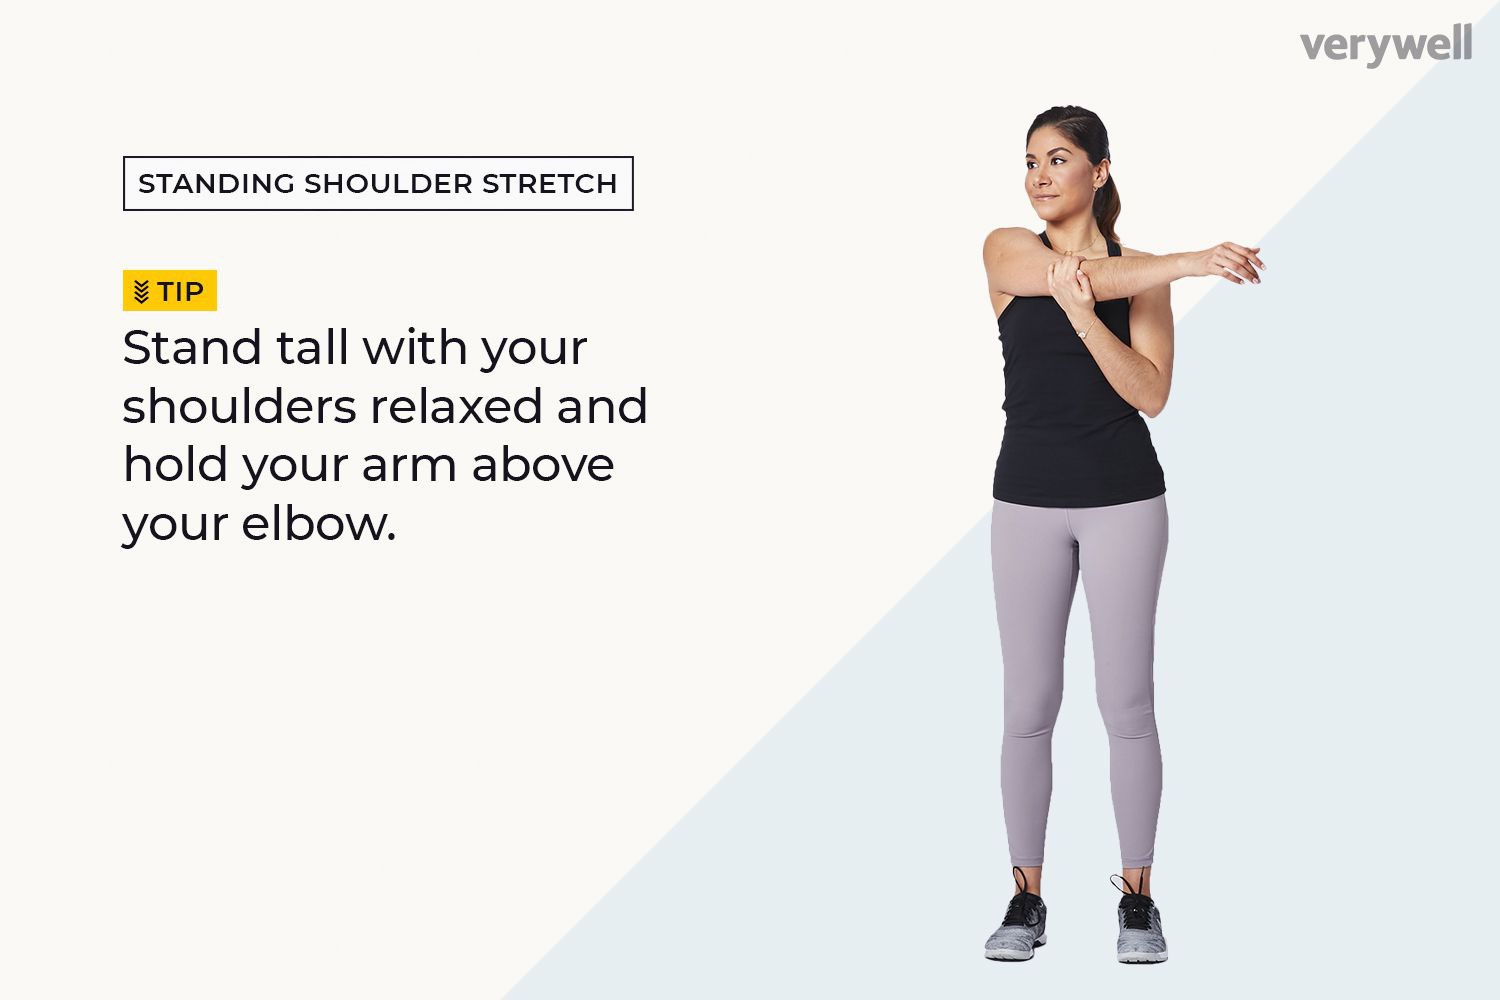 verywell
STANDING SHOULDER STRETCH
TIP
Stand tall with your
shoulders relaxed and
hold your arm above
your elbow.